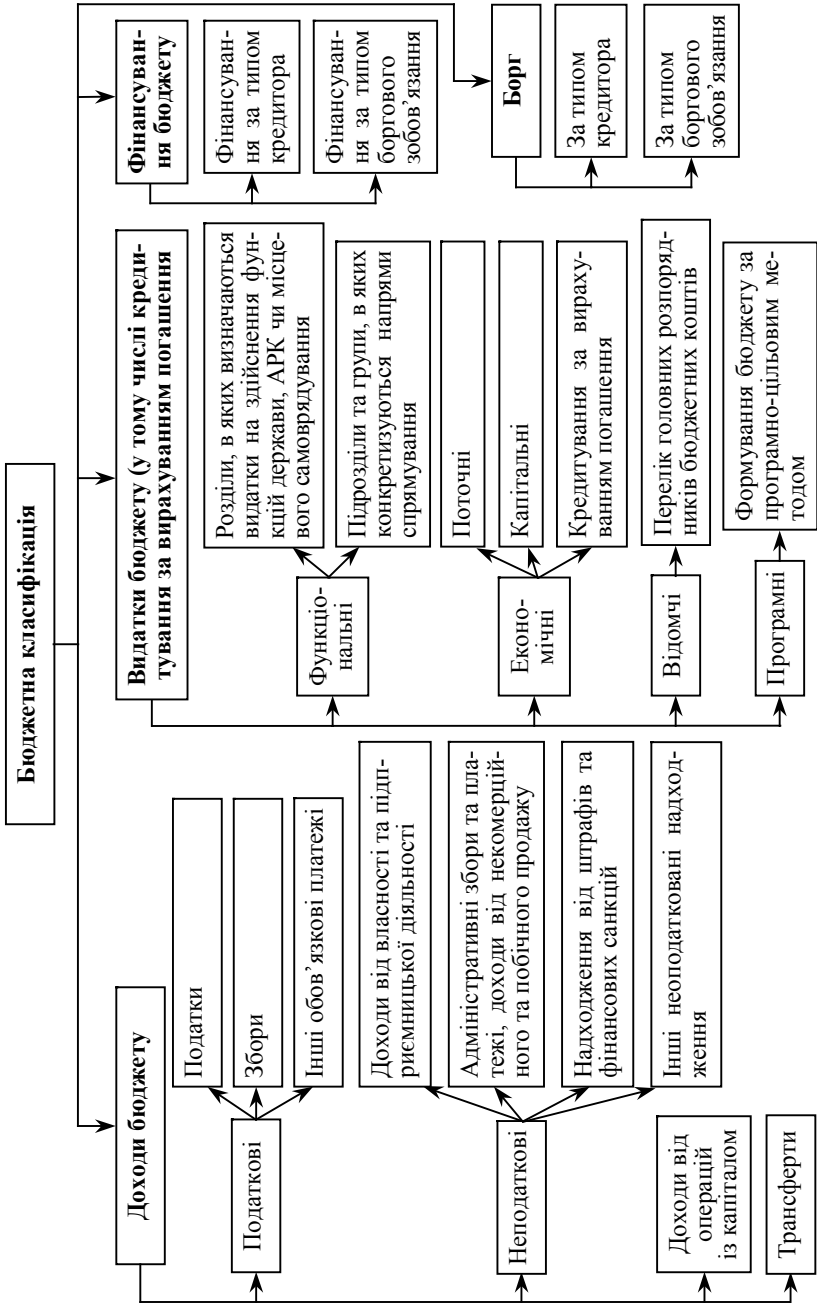 Бюджетна класифікація
Доходи бюджету
Податкові
Податки
Збори
Інші обов’язкові платежі
Неподаткові
Доходи від власності та підп-
риємницької діяльності
Адміністративні збори та пла-
тежі, доходи від некомерцій-
ного та побічного продажу
Надходження від штрафів та
фінансових санкцій
Інші неоподатковані надход-
ження
Доходи від
операцій
із капіталом
Трансферти
Видатки бюджету (у тому числі креди-
тування за вирахуванням погашення
Функціо-
нальні
Розділи, в яких визначаються
видатки на здійснення фун-
кцій держави, АРК чи місце-
вого самоврядування
Підрозділи та групи, в яких
конкретизуються напрями
спрямування
Еконо-
мічні
Поточні
Капітальні
Кредитування за вираху-
ванням погашення
Відомчі
Перелік головних розпоряд-
ників бюджетних коштів
Програмні
Формування бюджету за
програмно-цільовим ме-
тодом
Фінансуван-
ня бюджету
Фінансуван-
ня за типом
кредитора
Фінансуван-
ня за типом
боргового
зобов’язання
Борг
За типом
кредитора
За типом
боргового
зобов’язання